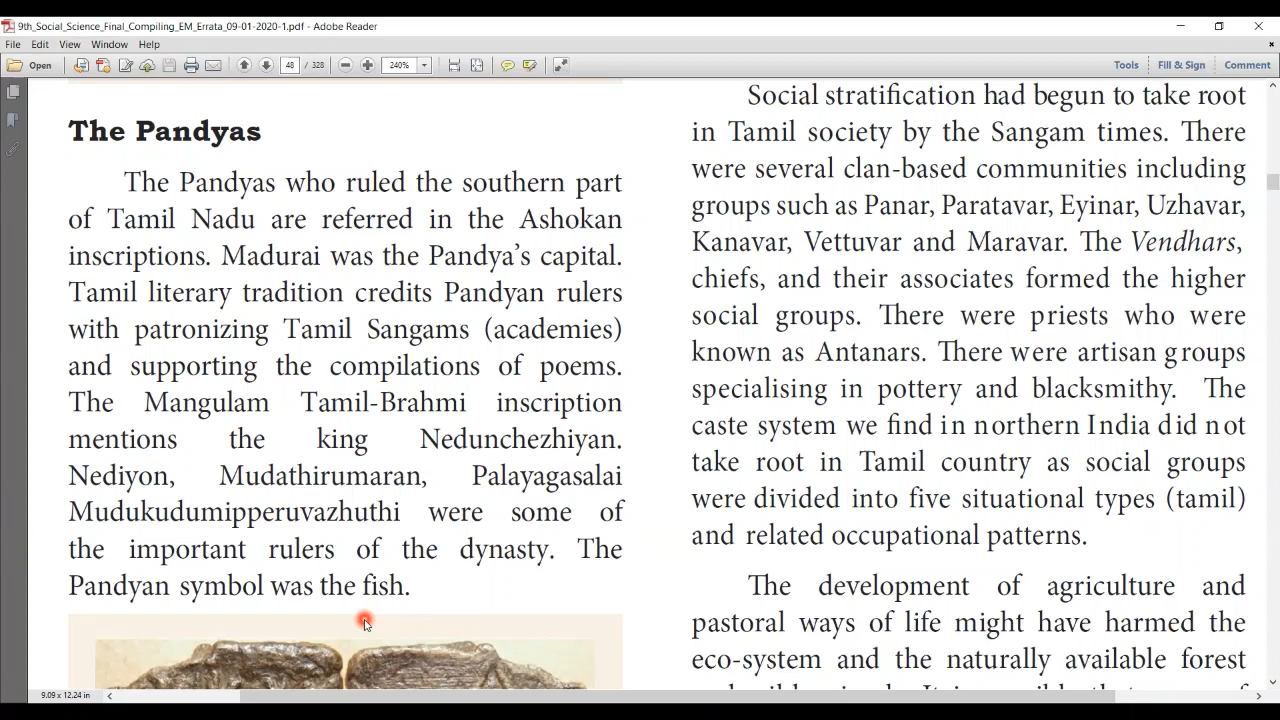 9th_Social_Science_Final_Compiling_EM_Errata_09-01-2020-1.pdf - Adobe Reader
File Edit View Window Help
Open
48 / 328
240%
Tools Fill & Sign Comment
The Pandyas
The Pandyas who ruled the southern part
of Tamil Nadu are referred in the Ashokan
inscriptions. Madurai was the Pandya’s capital.
Tamil literary tradition credits Pandyan rulers
with patronizing Tamil Sangams (academies)
and supporting the compilations of poems.
The Mangulam Tamil-Brahmi inscription
mentions the king Nedunchezhiyan.
Nediyon, Mudathirumaran, Palayagasalai
Mudukudumipperuvazhuthi were some of
the important rulers of the dynasty. The
Pandyan symbol was the fish.
Social stratification had begun to take root
in Tamil society by the Sangam times. There
were several clan-based communities including
groups such as Panar, Paratavar, Eyinar, Uzhavar,
Kanavar, Vettuvar and Maravar. The Vendhars,
chiefs, and their associates formed the higher
social groups. There were priests who were
known as Antanars. There were artisan groups
specialising in pottery and blacksmithy. The
caste system we find in northern India did not
take root in Tamil country as social groups
were divided into five situational types (tamil)
and related occupational patterns.
The development of agriculture and
pastoral ways of life might have harmed the
eco-system and the naturally available forest
9.09 x 12.24 in